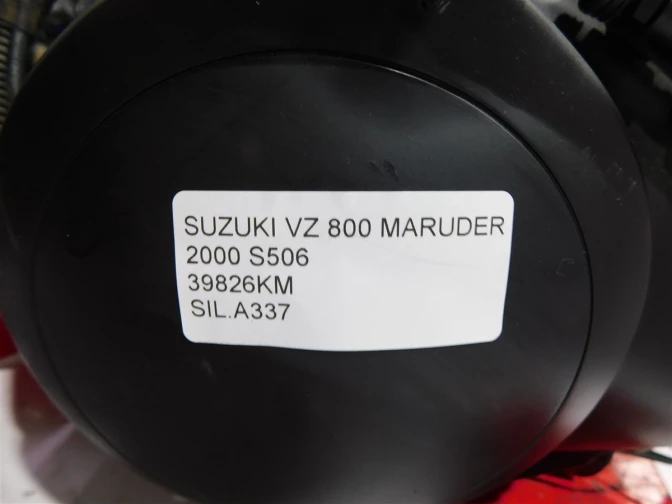 SUZUKI VZ 800 MARUDER
2000 S506
39826KM
SIL.A337